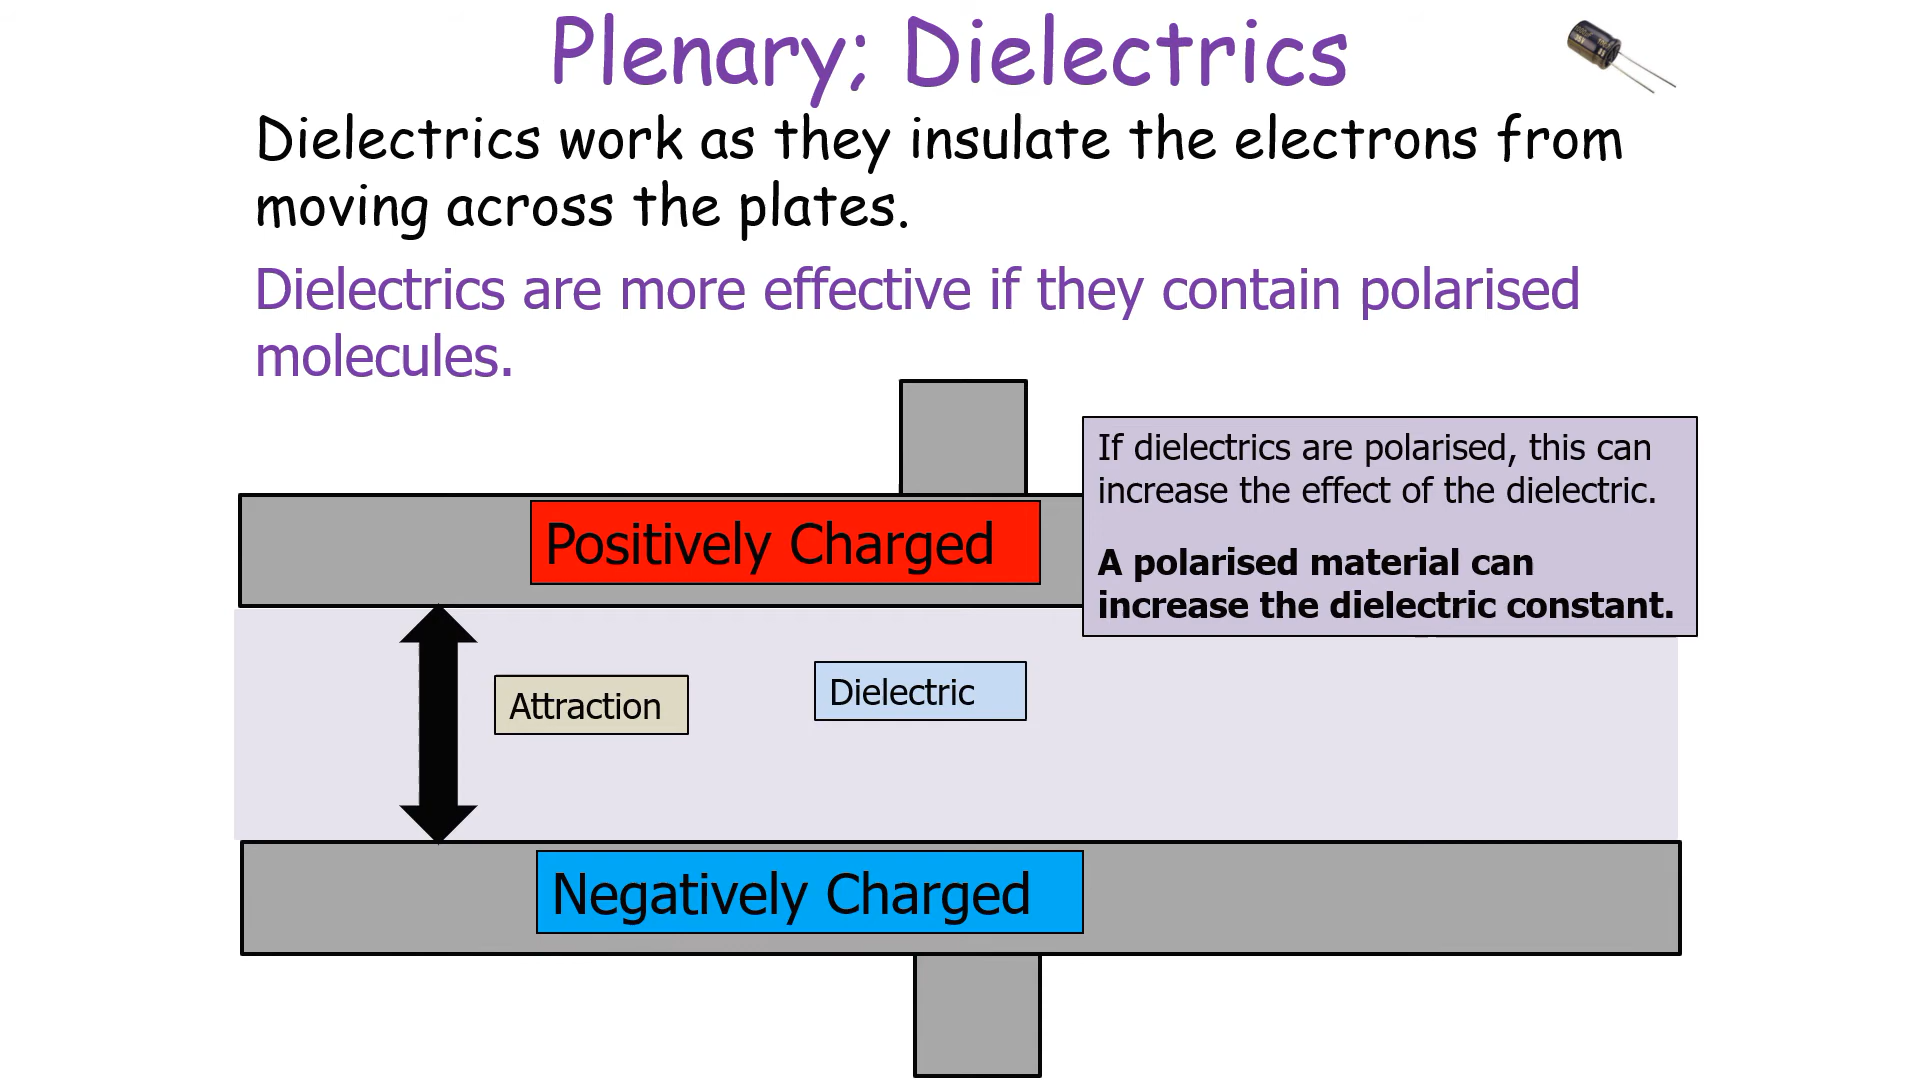 Plenary; Dielectrics
Dielectrics work as they insulate the electrons from
moving across the plates.
Dielectrics are more effective if they contain polarised
molecules.
If dielectrics are polarised, this can
increase the effect of the dielectric.
A polarised material can
increase the dielectric constant.
Positively Charged
Attraction
Dielectric
Negatively Charged